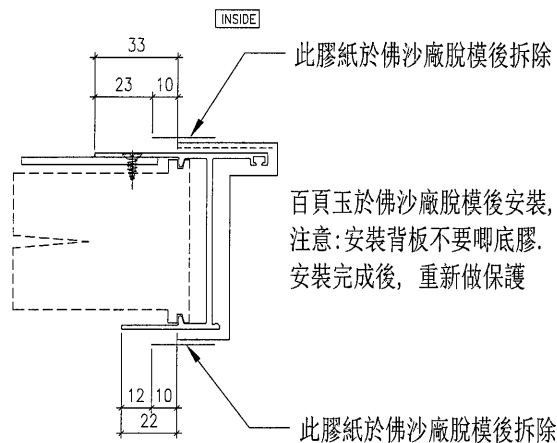 INSIDE
33
此膠紙於佛沙廠脫模後拆除
23 10
百頁玉於佛沙廠脫模後安裝,
注意:安裝背板不要唧底膠.
安裝完成後, 重新做保護
12 10
22
此膠紙於佛沙廠脫模後拆除